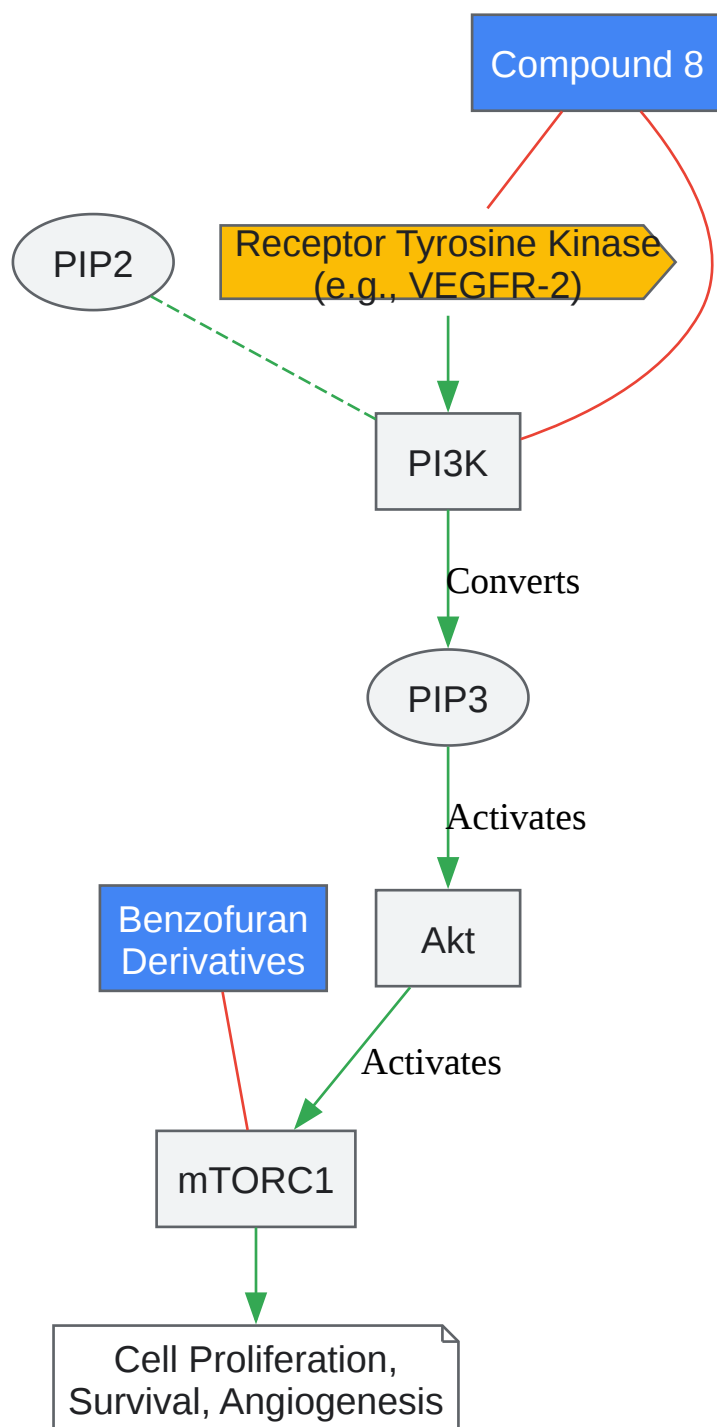 Compound 8
Receptor Tyrosine Kinase
(e.g., VEGFR-2)
PIP2
PI3K
Converts
PIP3
Activates
Benzofuran
Derivatives
Akt
Activates
mTORC1
Cell Proliferation,
Survival, Angiogenesis